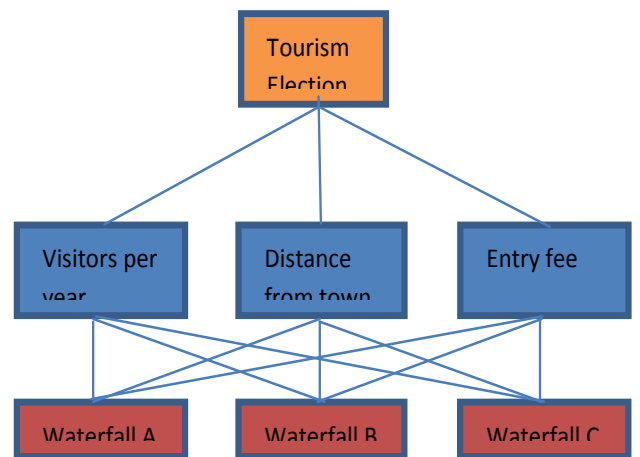 Tourism
Election
Visitors per
year
Distance
from town
Entry fee
Waterfall A
Waterfall B
Waterfall C